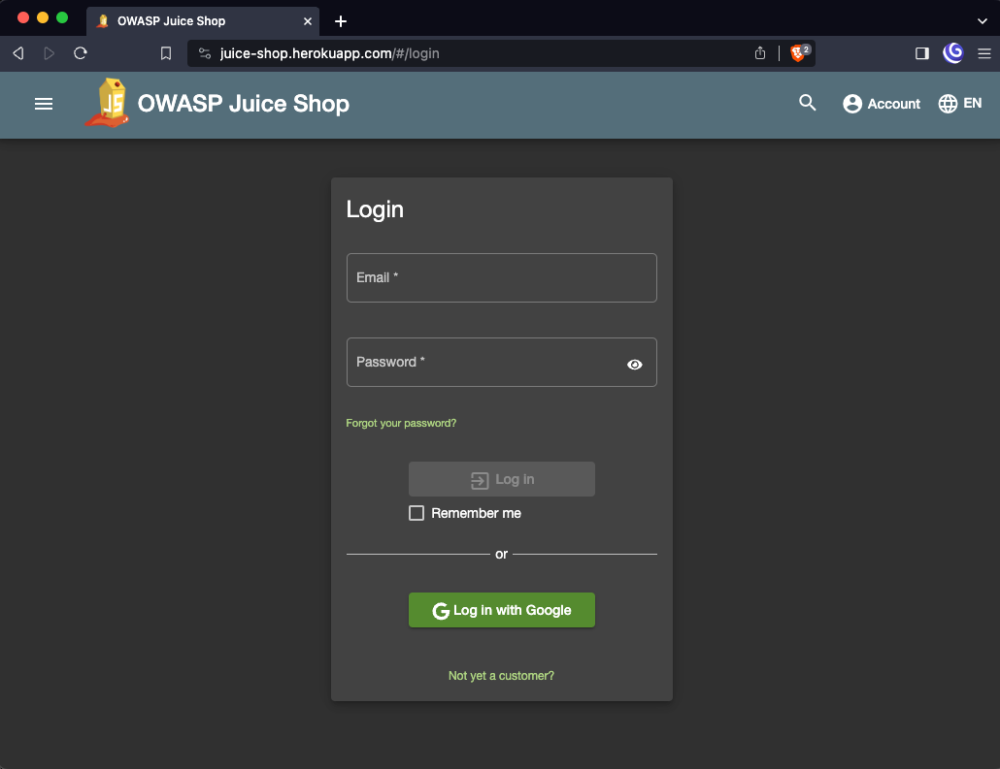 OWASP Juice Shop
juice-shop.herokuapp.com/#/login
2
JS
OWASP Juice Shop
Account
EN
Login
Email *
Password *
Forgot your password?
Log in
Remember me
or
G Log in with Google
Not yet a customer?